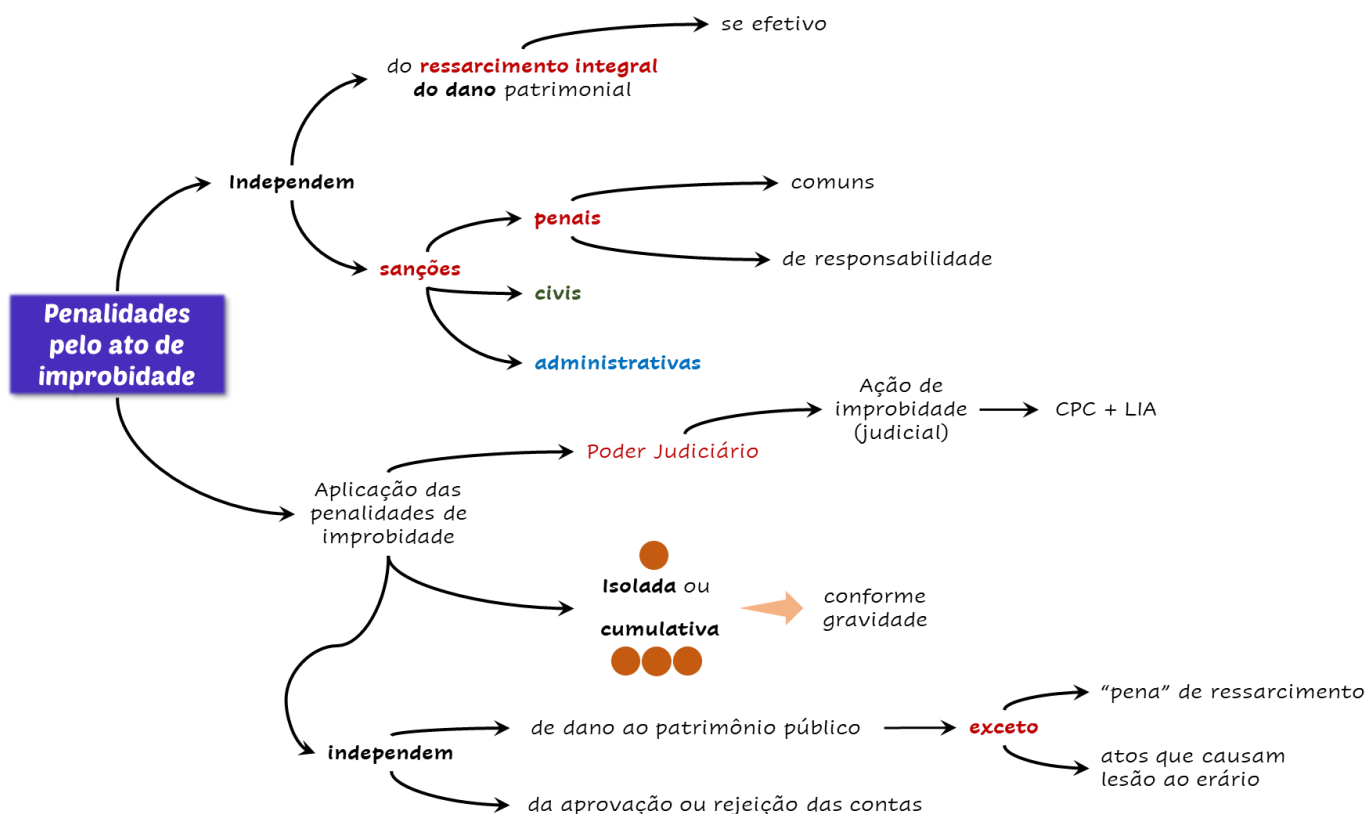 se efetivo
do ressarcimento integral
do dano patrimonial
Independem
comuns
penais
de responsabilidade
sanções
civis
Penalidades
pelo ato de
improbidade
administrativas
Ação de
improbidade
(judicial)
CPC + LIA
Poder Judiciário
Aplicação das
penalidades de
improbidade
Isolada ou
cumulativa
conforme
gravidade
"pena" de ressarcimento
de dano ao patrimônio público
exceto
independem
atos que causam
lesão ao erário
da aprovação ou rejeição das contas